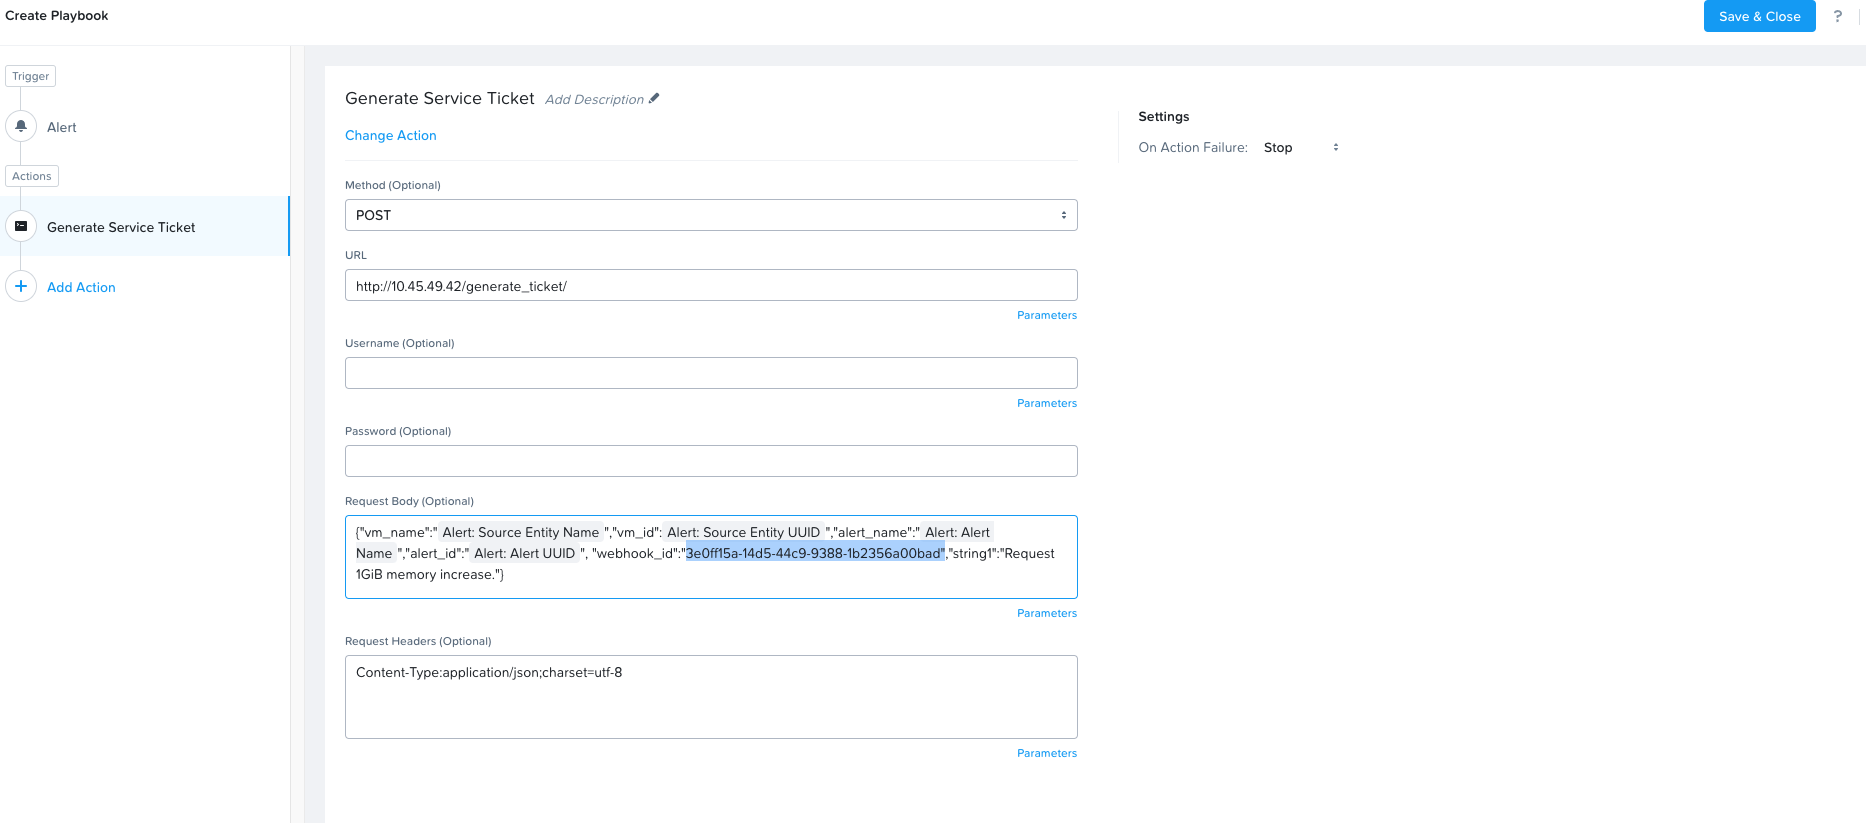 Create Playbook
Save & Close
?
Trigger
Alert
Actions
Generate Service Ticket
Add Action
Generate Service Ticket Add Description
Change Action
Method (Optional)
POST
URL
http://10.45.49.42/generate_ticket/
Parameters
Username (Optional)
Parameters
Password (Optional)
Request Body (Optional)
{"vm_name":" Alert: Source Entity Name ","vm_id": Alert: Source Entity UUID ","alert_name":" Alert: Alert
Name ","alert_id":" Alert: Alert UUID ", "webhook_id":"3e0ff15a-14d5-44c9-9388-1b2356a00bad","string1":"Request
1GiB memory increase."}
Parameters
Request Headers (Optional)
Content-Type:application/json;charset=utf-8
Parameters
Settings
On Action Failure: Stop